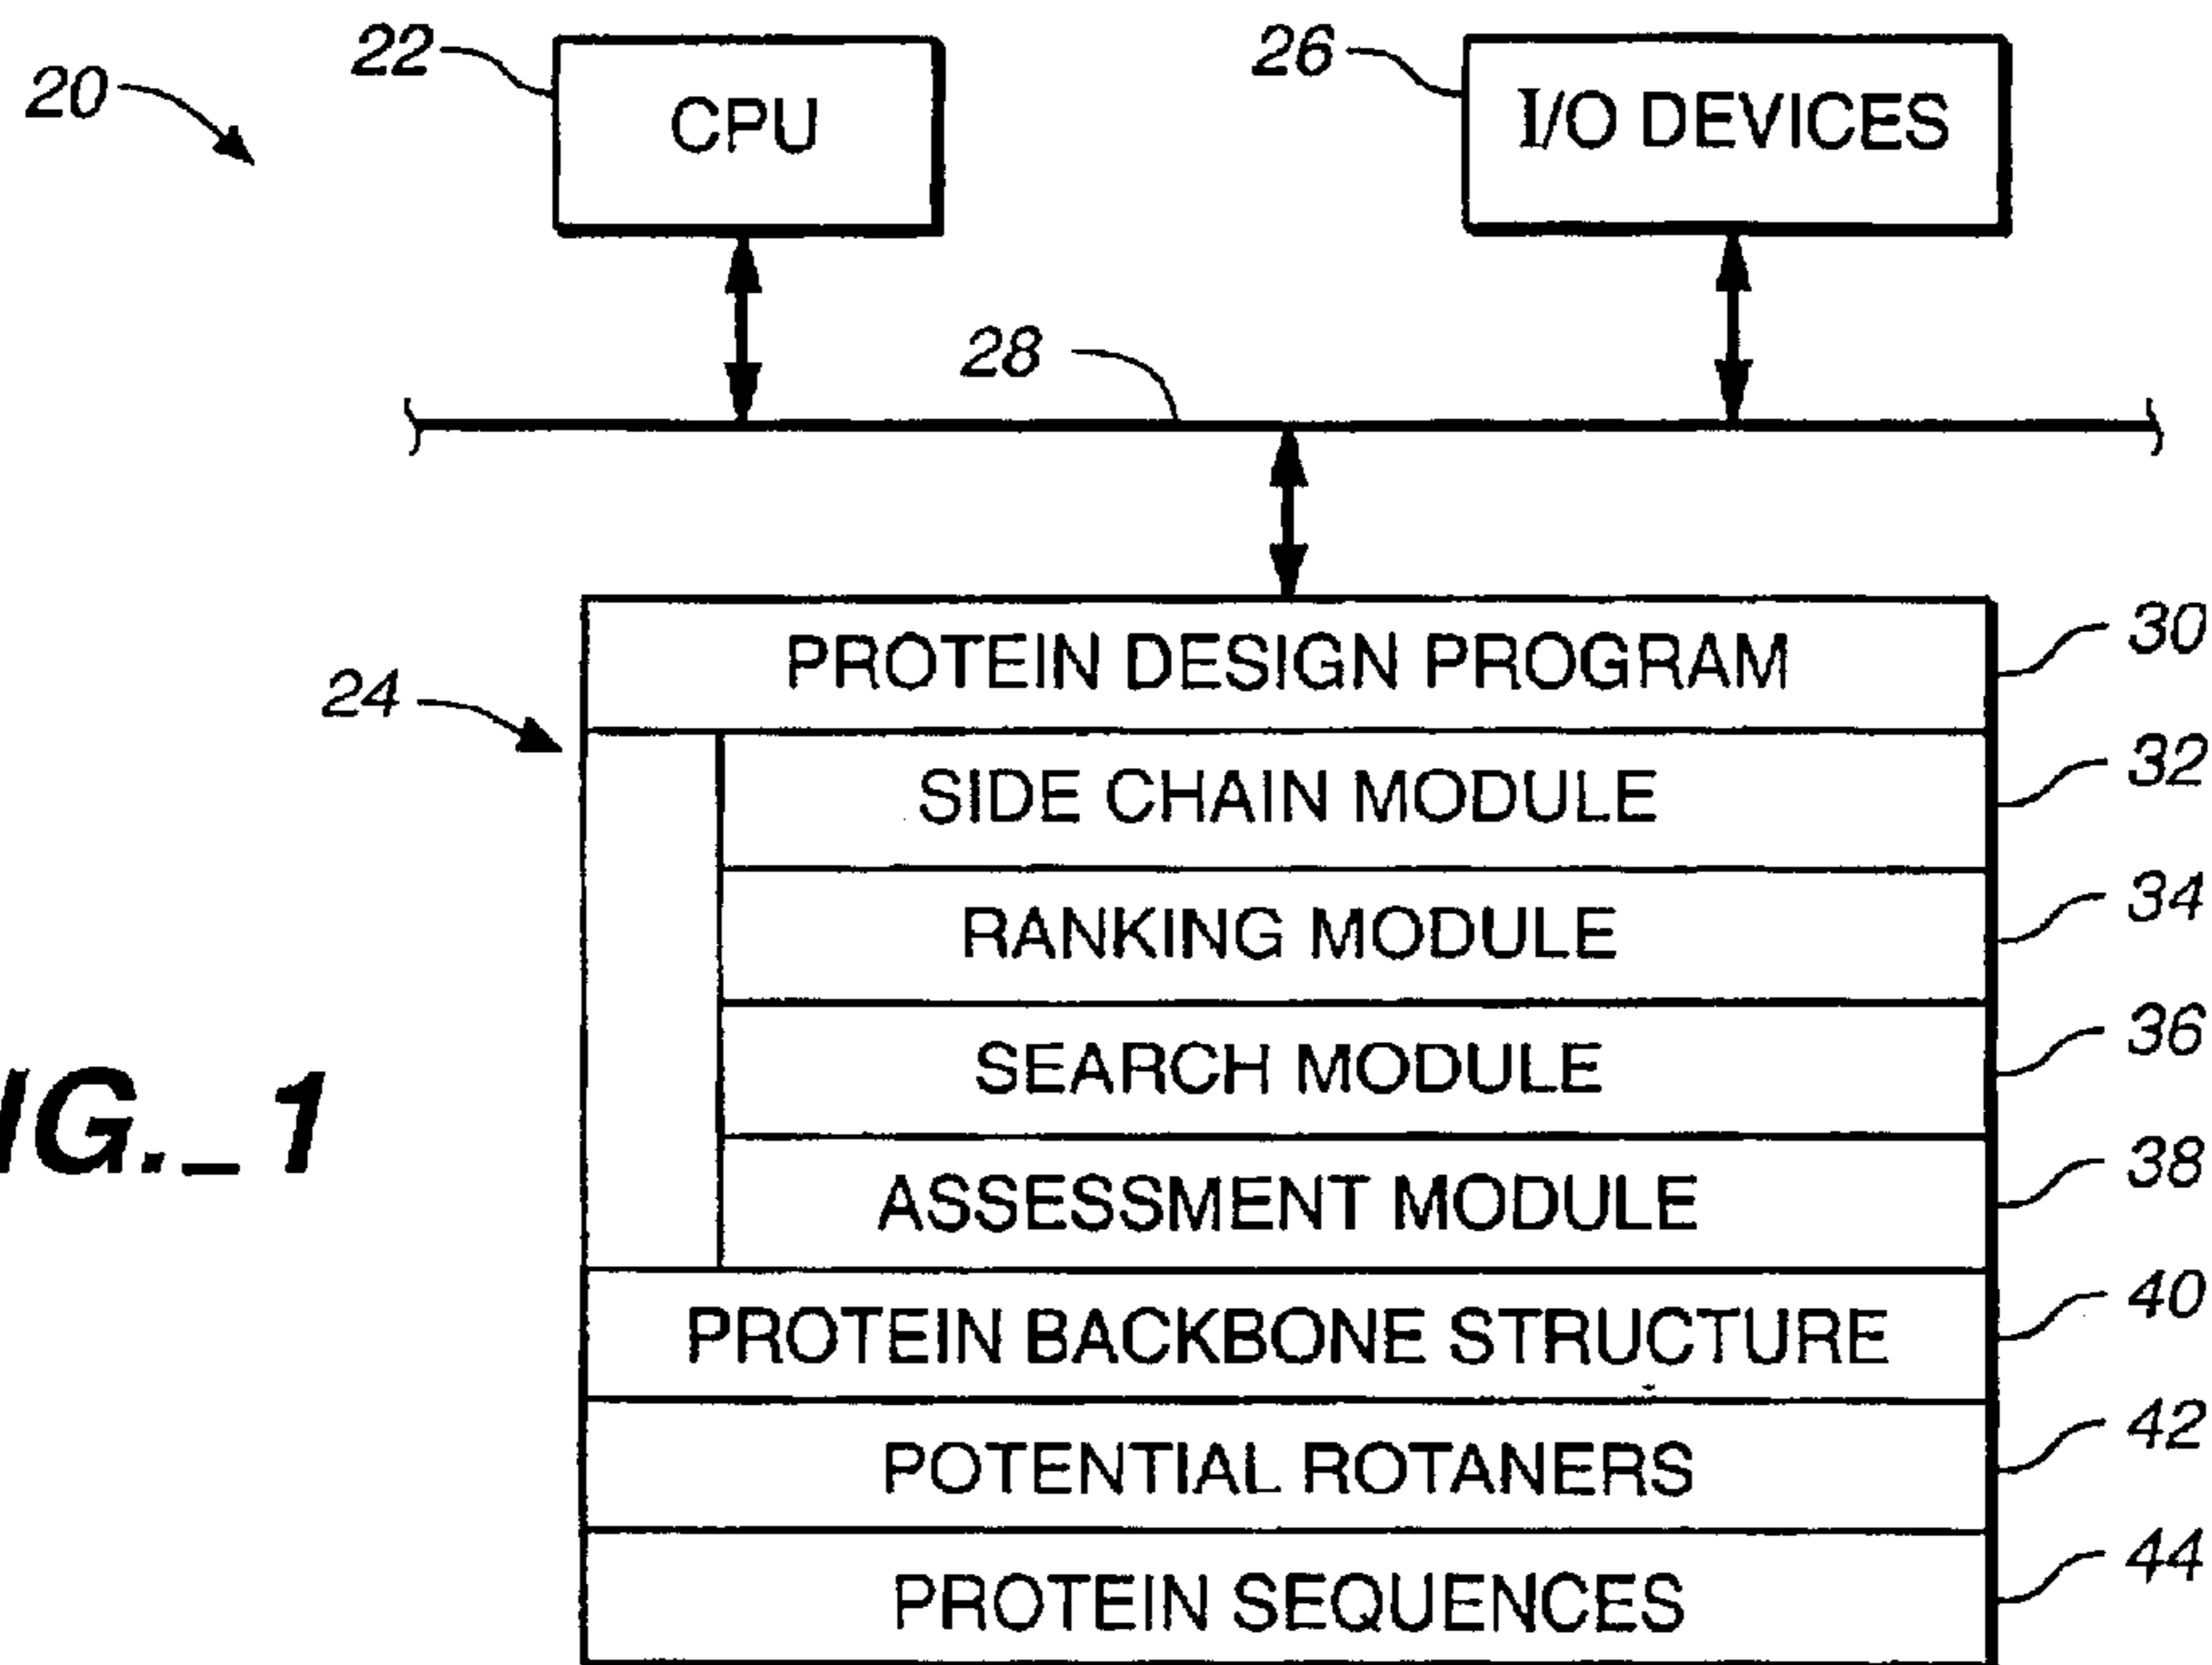 20
22
CPU
26
I/O DEVICES
28
24
PROTEIN DESIGN PROGRAM
30
SIDE CHAIN MODULE
32
RANKING MODULE
34
SEARCH MODULE
36
ASSESSMENT MODULE
38
PROTEIN BACKBONE STRUCTURE
40
POTENTIAL ROTANERS
42
PROTEIN SEQUENCES
44
IG._1